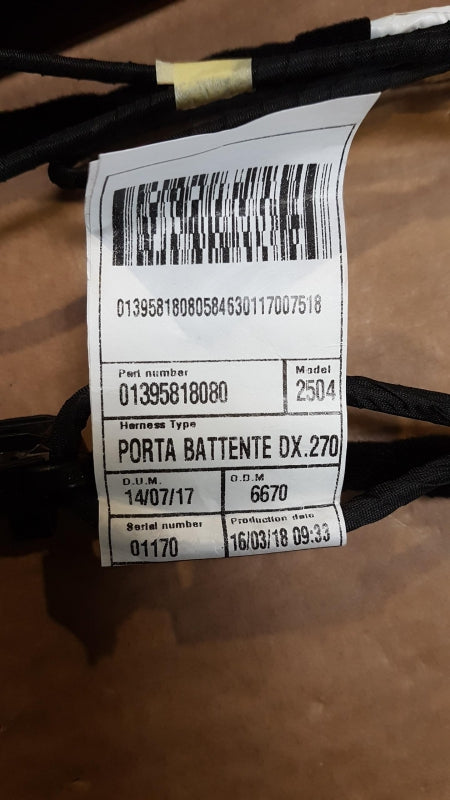 01395818080584630117007518
Part number Model
01395818080 2504
Harness Type
PORTA BATTENTE DX.270
D.U.M. O.D.M
14/07/17 6670
Serial number Production date
01170 16/03/18 09:33